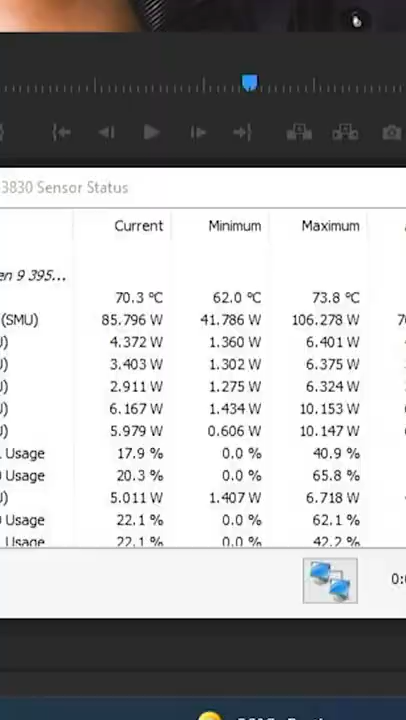 3830 Sensor Status
Current Minimum Maximum
en 9 395...
70.3 °C 62.0 °C 73.8 °C
(SMU) 85.796 W 41.786 W 106.278 W
U) 4.372 W 1.360 W 6.401 W
U) 3.403 W 1.302 W 6.375 W
U) 2.911 W 1.275 W 6.324 W
U) 6.167 W 1.434 W 10.153 W
U) 5.979 W 0.606 W 10.147 W
Usage 17.9 % 0.0 % 40.9 %
Usage 20.3 % 0.0 % 65.8 %
U) 5.011 W 1.407 W 6.718 W
Usage 22.1 % 0.0 % 62.1 %
Usage 22.1 % 0.0 % 42.2 %
0: